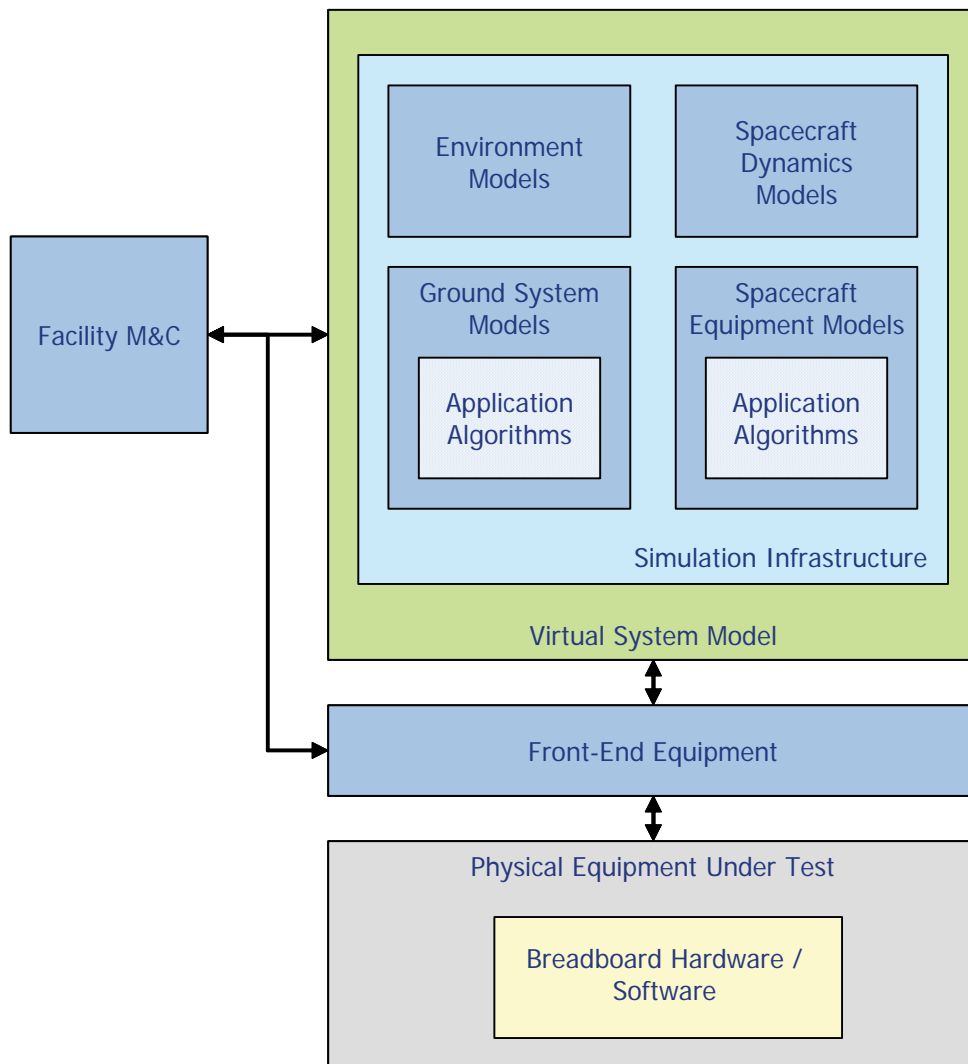 Environment
Models
Spacecraft
Dynamics
Models
Facility M&C
Ground System
Models
Application
Algorithms
Spacecraft
Equipment Models
Application
Algorithms
Simulation Infrastructure
Virtual System Model
Front-End Equipment
Physical Equipment Under Test
Breadboard Hardware /
Software